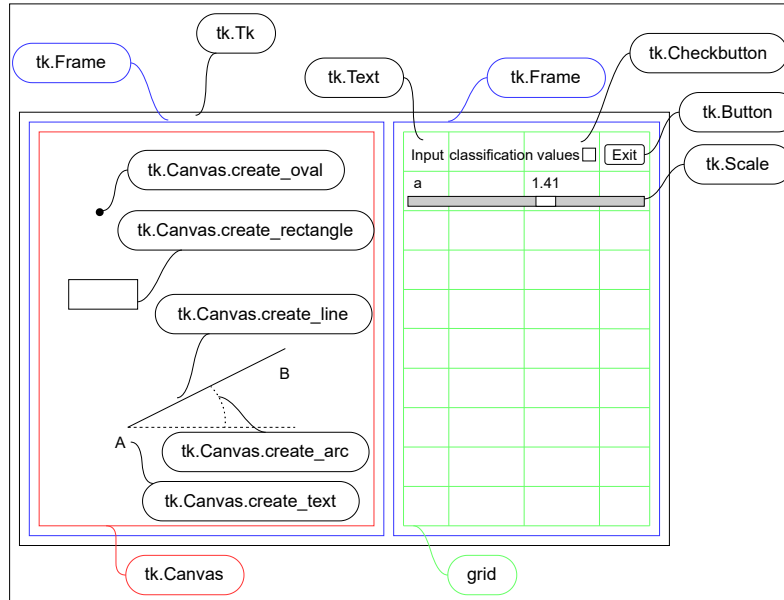 tk.Tk
tk.Frame
tk.Text
tk.Frame
tk.Checkbutton
tk.Button
tk.Scale
tk.Canvas.create_oval
tk.Canvas.create_rectangle
tk.Canvas.create_line
B
A
tk.Canvas.create_arc
tk.Canvas.create_text
Input classification values
Exit
a 1.41
tk.Canvas
grid